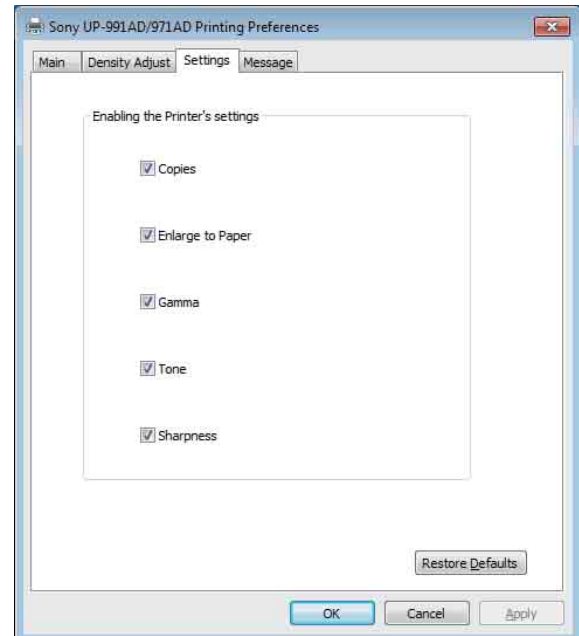 Sony UP-991AD/971AD Printing Preferences
Main Density Adjust Settings Message
Enabling the Printer's settings
Copies
Enlarge to Paper
Gamma
Tone
Sharpness
Restore Defaults
OK Cancel Apply